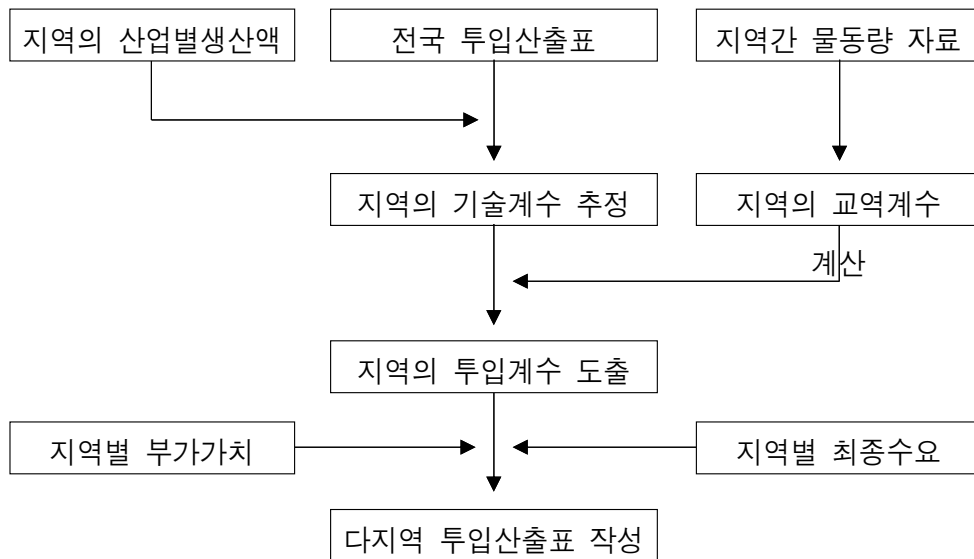 지역의 산업별생산액
전국 투입산출표
지역간 물동량 자료
지역의 기술계수 추정
지역의 교역계수
계산
지역의 투입계수 도출
지역별 부가가치
지역별 최종수요
다지역 투입산출표 작성